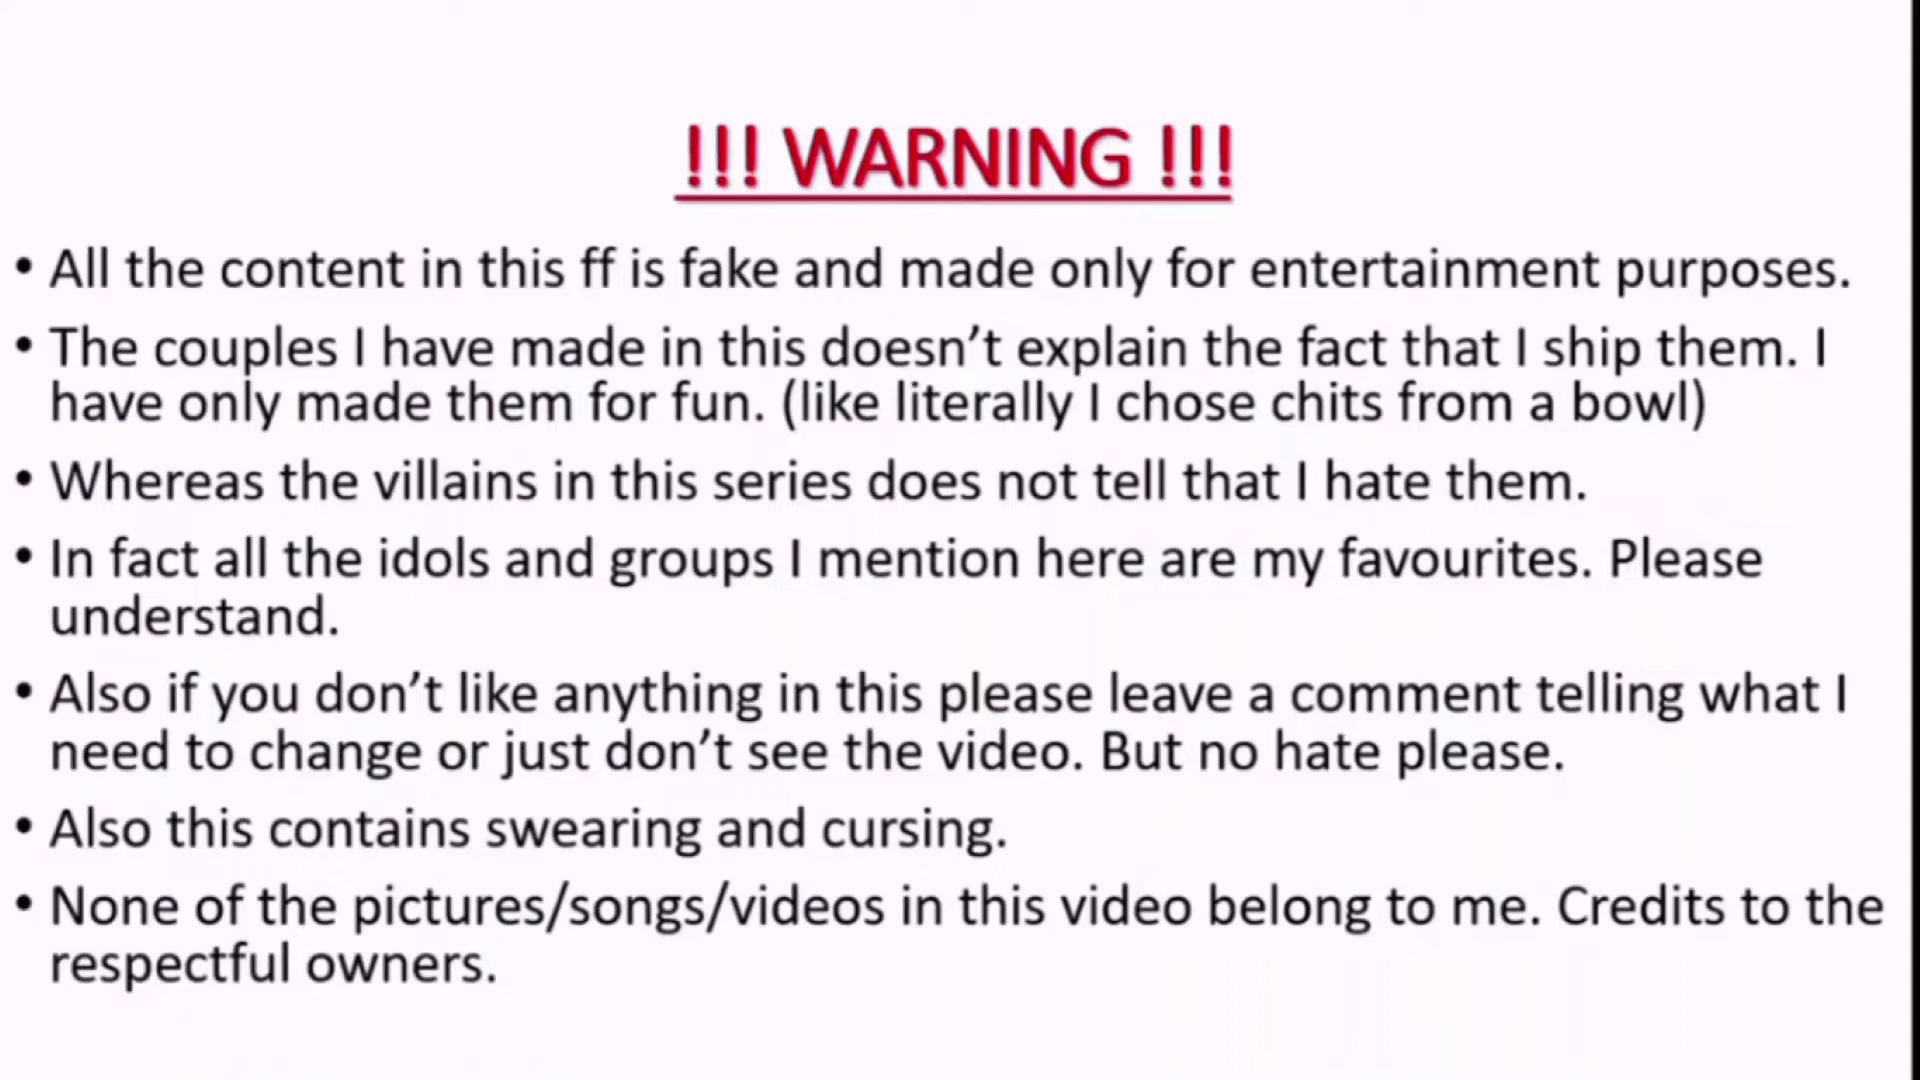 !!! WARNING !!!
• All the content in this ff is fake and made only for entertainment purposes.
• The couples I have made in this doesn’t explain the fact that I ship them. I
have only made them for fun. (like literally I chose chits from a bowl)
• Whereas the villains in this series does not tell that I hate them.
• In fact all the idols and groups I mention here are my favourites. Please
understand.
• Also if you don’t like anything in this please leave a comment telling what I
need to change or just don’t see the video. But no hate please.
• Also this contains swearing and cursing.
• None of the pictures/songs/videos in this video belong to me. Credits to the
respectful owners.